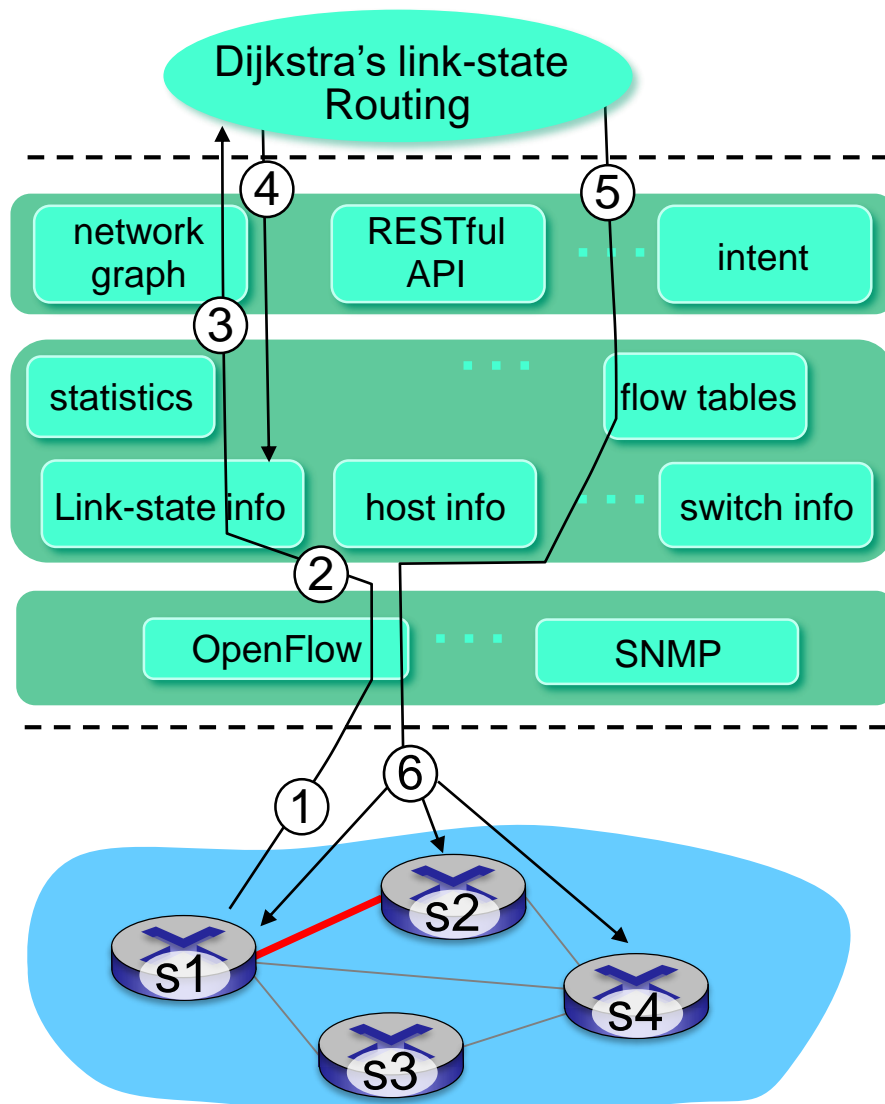 Dijkstra's link-state
Routing
4
5
network
graph
RESTful
API
intent
3
statistics
flow tables
Link-state info
host info
switch info
2
OpenFlow
SNMP
1
6
s2
s1
s4
s3